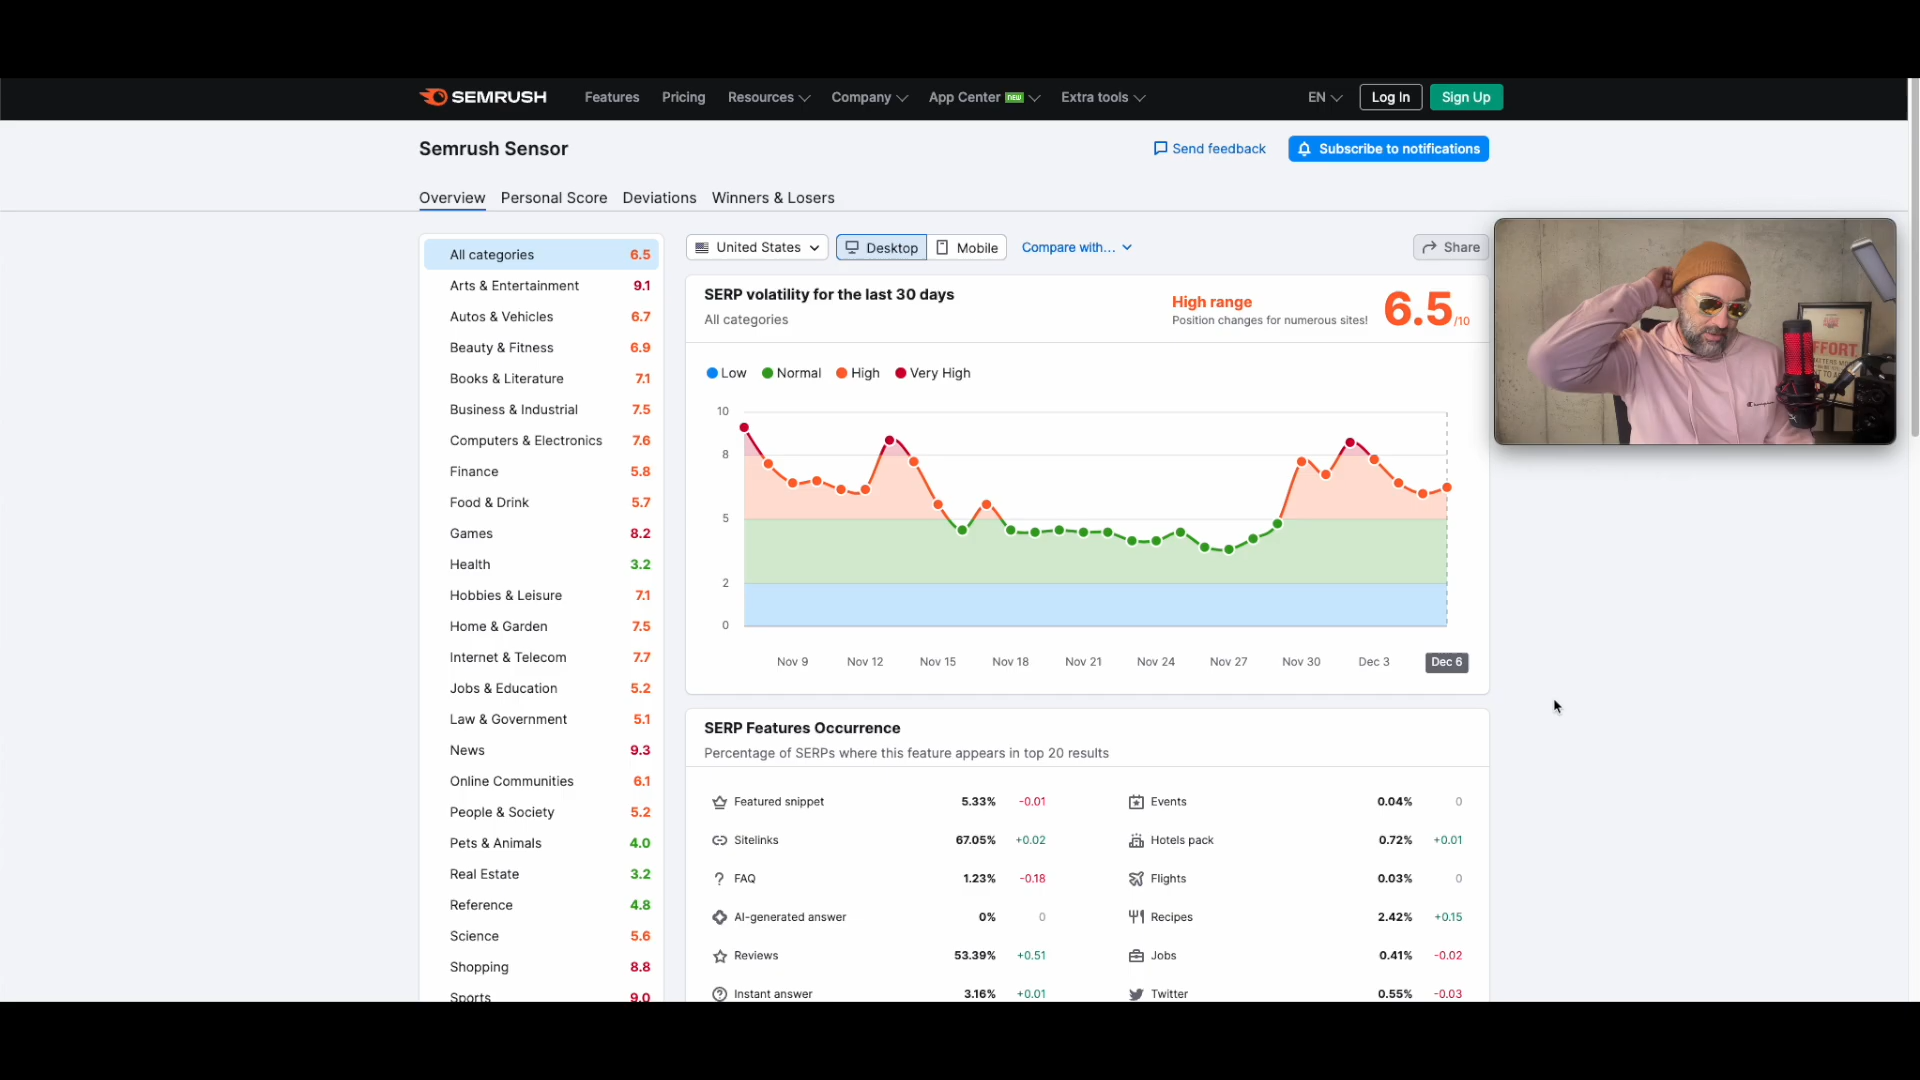 SEMRUSH
Features Pricing Resources Company App Center NEW Extra tools EN Log In Sign Up
Semrush Sensor
Send feedback Subscribe to notifications
Overview Personal Score Deviations Winners & Losers
All categories 6.5
Arts & Entertainment 9.1
Autos & Vehicles 6.7
Beauty & Fitness 6.9
Books & Literature 7.1
Business & Industrial 7.5
Computers & Electronics 7.6
Finance 5.8
Food & Drink 5.7
Games 8.2
Health 3.2
Hobbies & Leisure 7.1
Home & Garden 7.5
Internet & Telecom 7.7
Jobs & Education 5.2
Law & Government 5.1
News 9.3
Online Communities 6.1
People & Society 5.2
Pets & Animals 4.0
Real Estate 3.2
Reference 4.8
Science 5.6
Shopping 8.8
Sports 9.0
United States Desktop Mobile Compare with... Share
SERP volatility for the last 30 days
All categories
High range
Position changes for numerous sites!
6.5/10
Low Normal High Very High
10
8
5
2
0
Nov 9 Nov 12 Nov 15 Nov 18 Nov 21 Nov 24 Nov 27 Nov 30 Dec 3 Dec 6
SERP Features Occurrence
Percentage of SERPs where this feature appears in top 20 results
Featured snippet 5.33% -0.01
Sitelinks 67.05% +0.02
FAQ 1.23% -0.18
AI-generated answer 0% 0
Reviews 53.39% +0.51
Instant answer 3.16% +0.01
Events 0.04% 0
Hotels pack 0.72% +0.01
Flights 0.03% 0
Recipes 2.42% +0.15
Jobs 0.41% -0.02
Twitter 0.55% -0.03